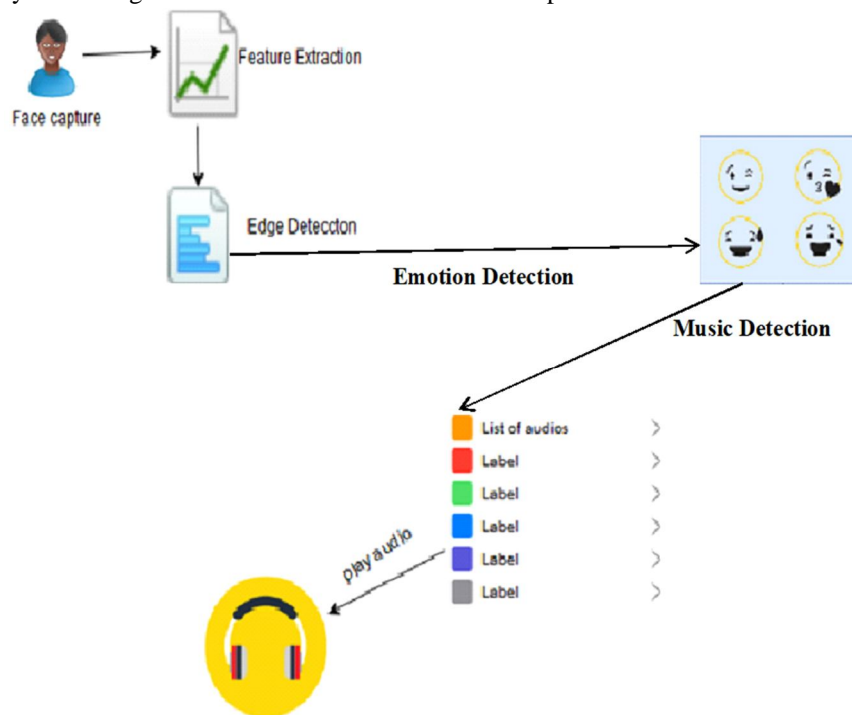 Feature Extraction
Face capture
Edge Deteccton
Emotion Detection
Music Detection
List of audios
Label
Label
Label
Label
Label
play audio